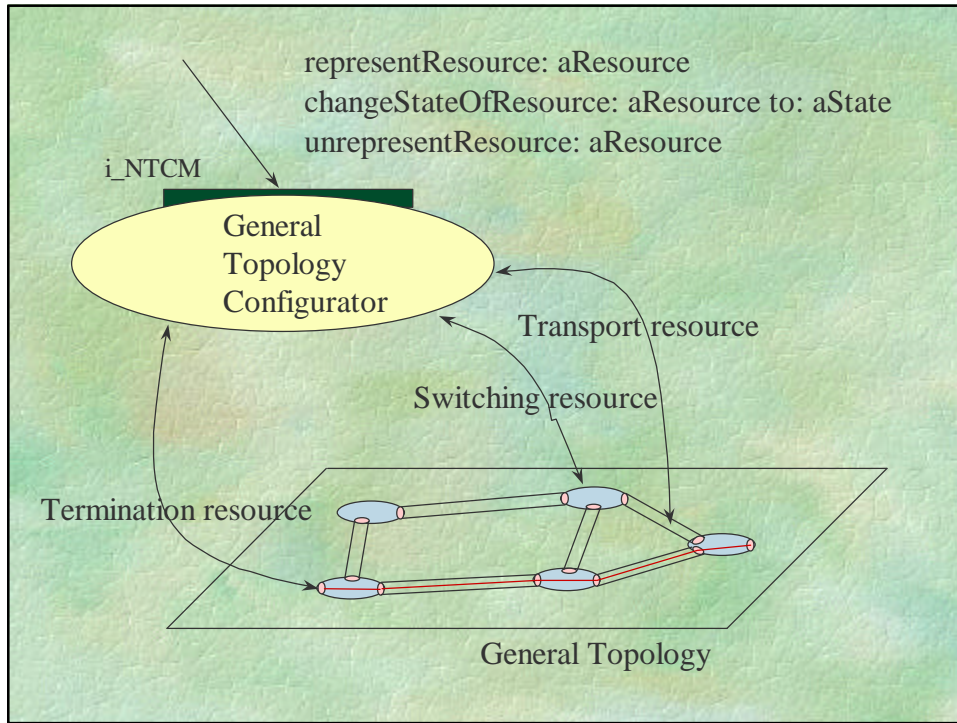 representResource: aResource
changeStateOfResource: aResource to: aState
unrepresentResource: aResource
i_NTCM
General
Topology
Configurator
Transport resource
Switching resource
Termination resource
General Topology